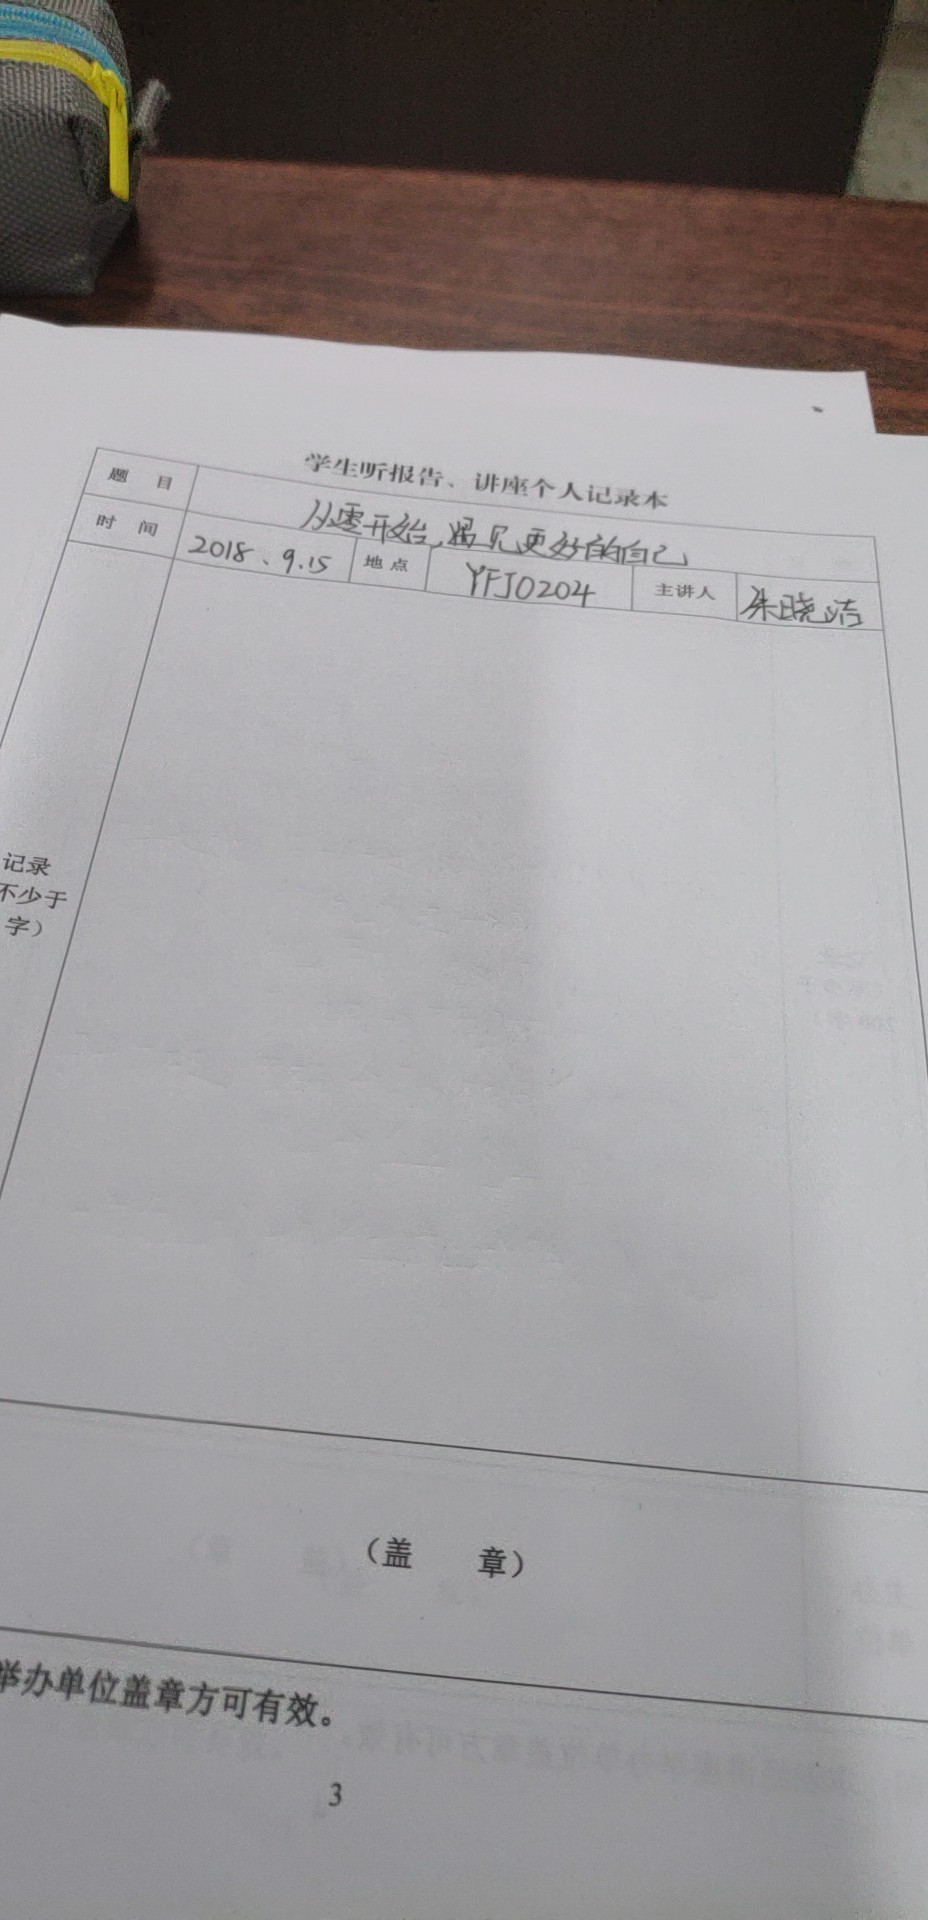 学生听报告、讲座个人记录本
题 目 从零开始,遇见更好的自己
时 间 2018、9.15 地 点 YFJ0204 主讲人 朱晓洁
记录
不少于
字）
（盖 章）
举办单位盖章方可有效。
3